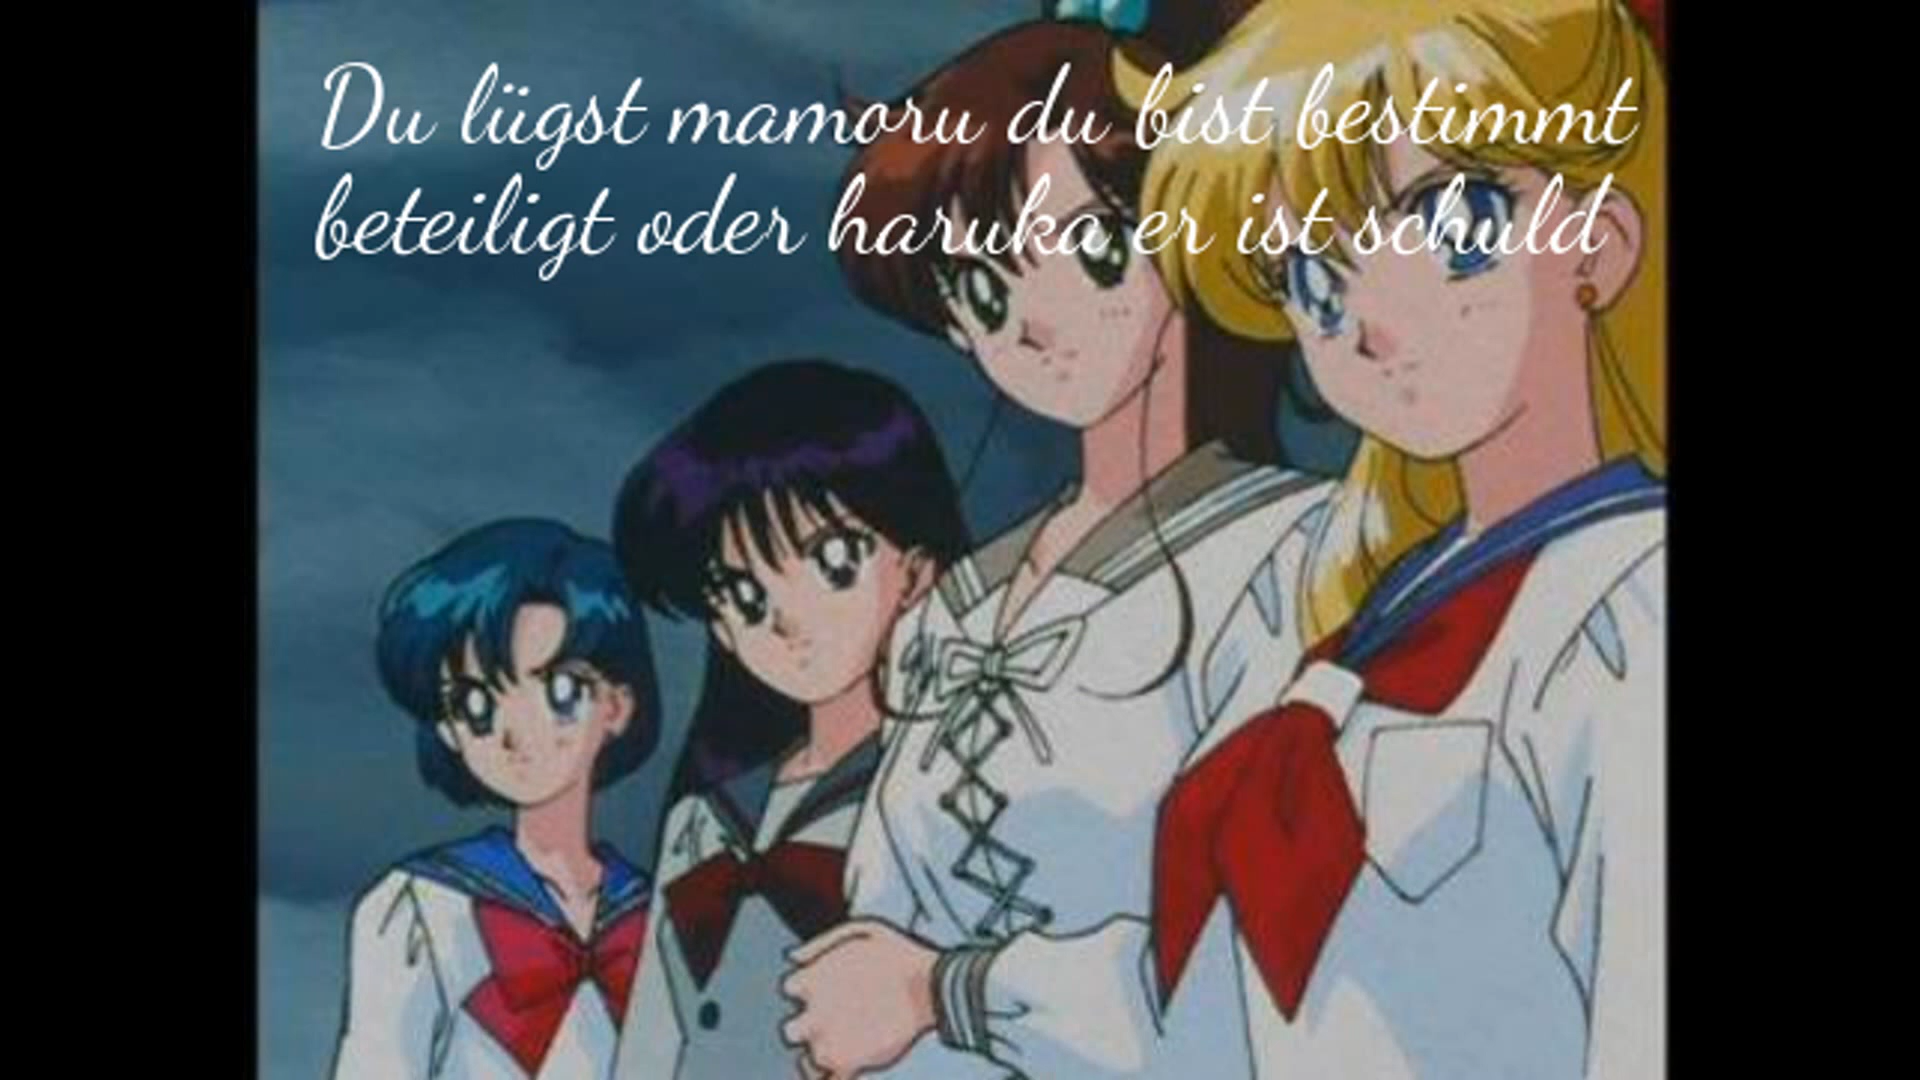 Du lügst mamoru du bist bestimmt
beteiligt oder haruka er ist schuld